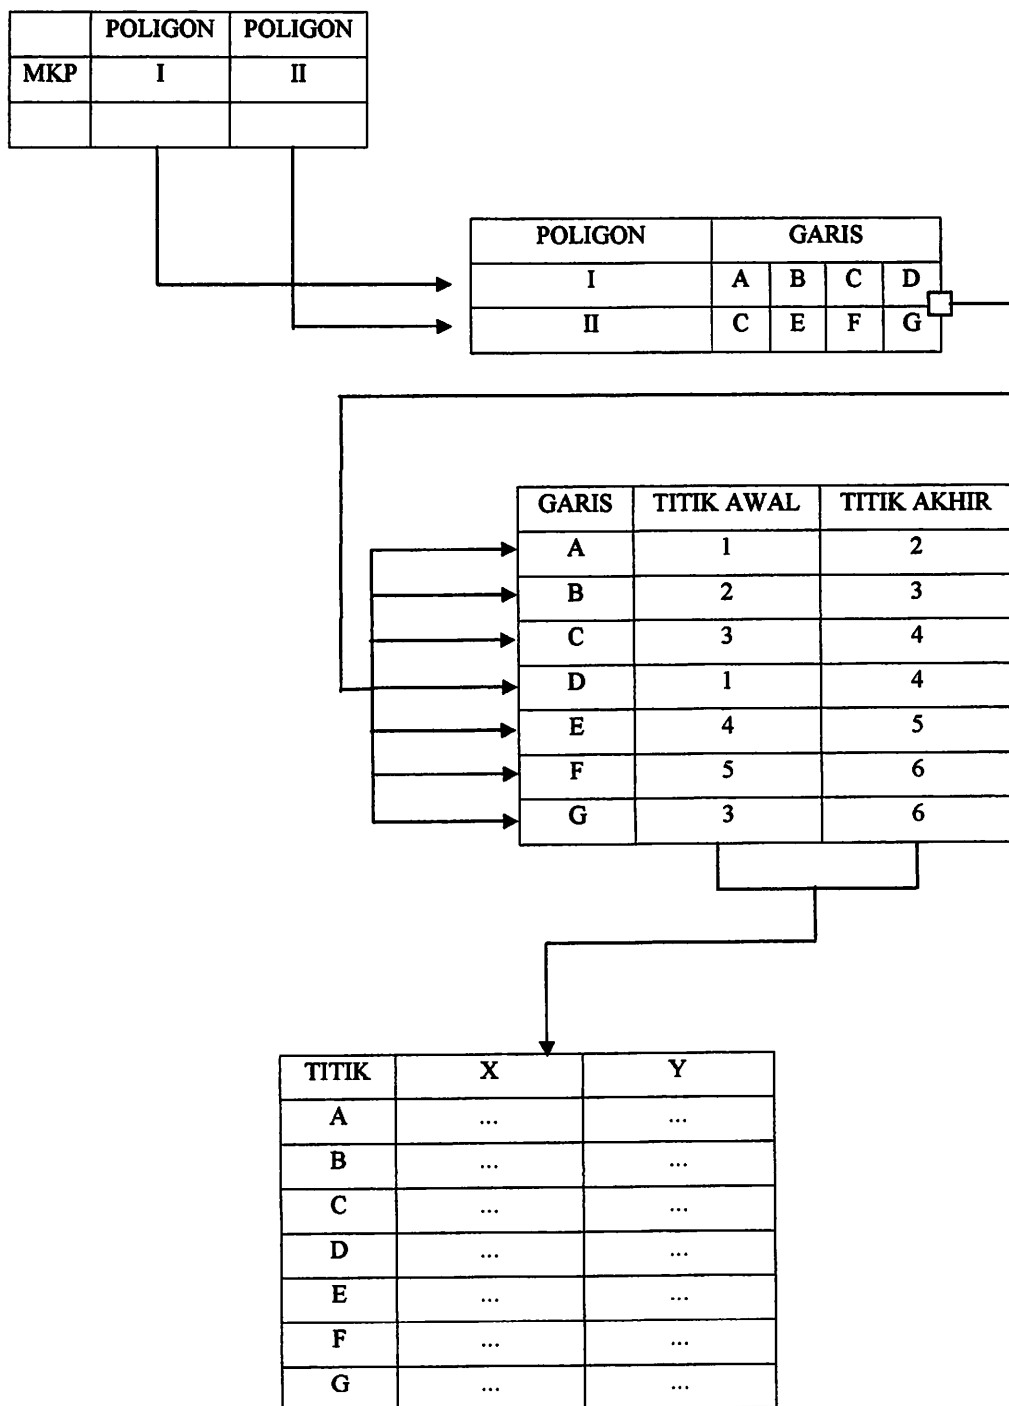 POLIGON POLIGON
MKP I II
POLIGON GARIS
I A B C D
II C E F G
GARIS TITIK AWAL TITIK AKHIR
A 1 2
B 2 3
C 3 4
D 1 4
E 4 5
F 5 6
G 3 6
TITIK X Y
A ... ...
B ... ...
C ... ...
D ... ...
E ... ...
F ... ...
G ... ...